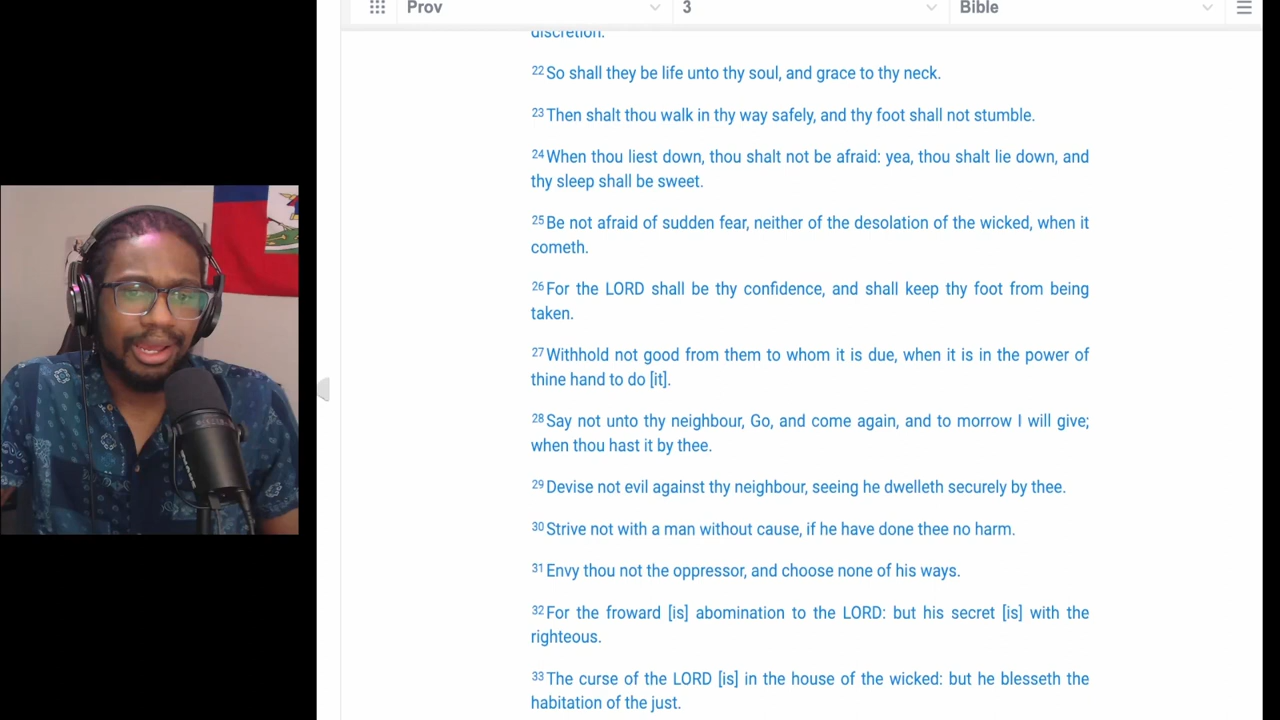 Prov 3 Bible
discretion.
22 So shall they be life unto thy soul, and grace to thy neck.
23 Then shalt thou walk in thy way safely, and thy foot shall not stumble.
24 When thou liest down, thou shalt not be afraid: yea, thou shalt lie down, and
thy sleep shall be sweet.
25 Be not afraid of sudden fear, neither of the desolation of the wicked, when it
cometh.
26 For the LORD shall be thy confidence, and shall keep thy foot from being
taken.
27 Withhold not good from them to whom it is due, when it is in the power of
thine hand to do [it].
28 Say not unto thy neighbour, Go, and come again, and to morrow I will give;
when thou hast it by thee.
29 Devise not evil against thy neighbour, seeing he dwelleth securely by thee.
30 Strive not with a man without cause, if he have done thee no harm.
31 Envy thou not the oppressor, and choose none of his ways.
32 For the froward [is] abomination to the LORD: but his secret [is] with the
righteous.
33 The curse of the LORD [is] in the house of the wicked: but he blesseth the
habitation of the just.